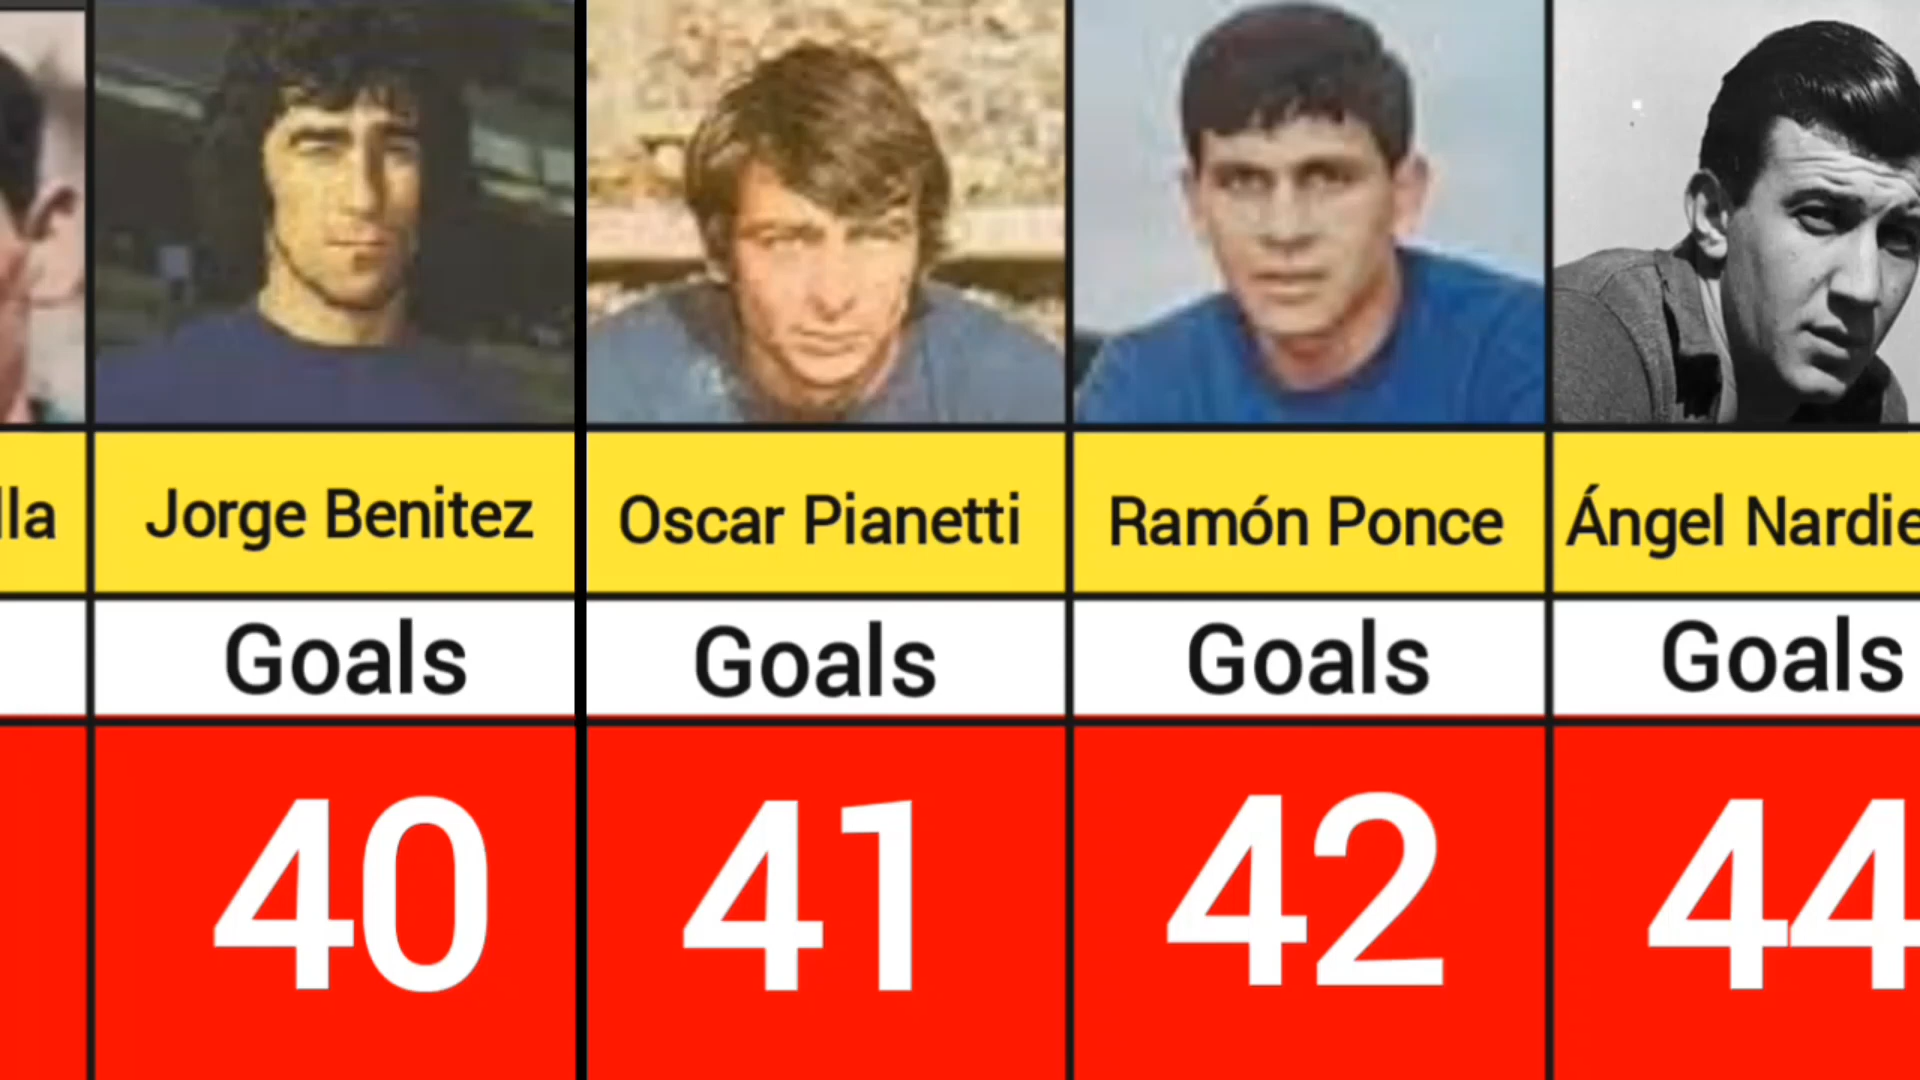 lla
Jorge Benitez
Oscar Pianetti
Ramón Ponce
Ángel Nardie
Goals
Goals
Goals
Goals
40
41
42
44